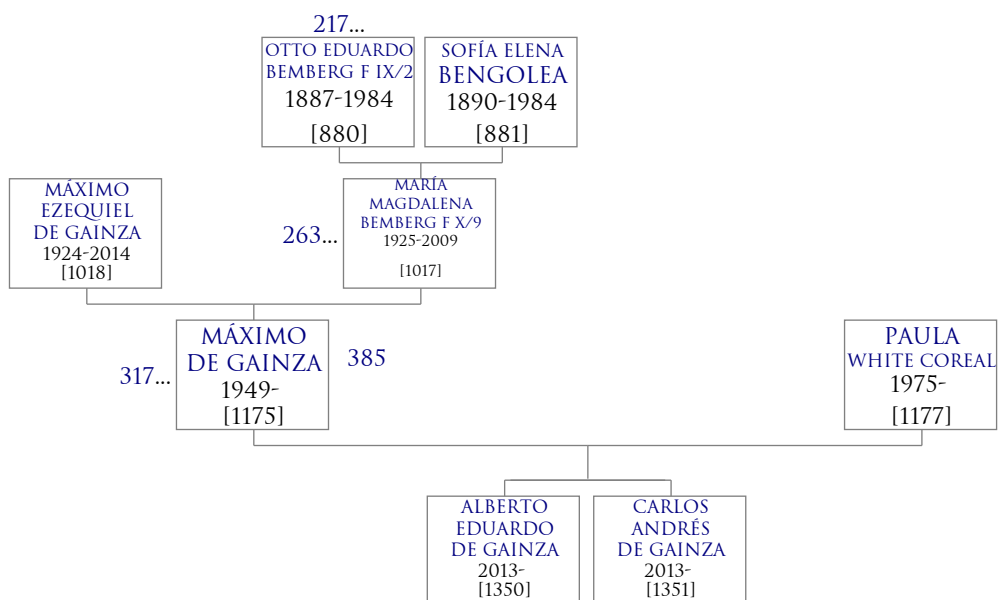 217...
OTTO EDUARDO
BEMBERG F IX/2
1887-1984
[880]
SOFÍA ELENA
BENGOLEA
1890-1984
[881]
MÁXIMO
EZEQUIEL
DE GAINZA
1924-2014
[1018]
263...
MARÍA
MAGDALENA
BEMBERG F X/9
1925-2009
[1017]
317...
MÁXIMO
DE GAINZA
1949-
[1175]
385
PAULA
WHITE COREAL
1975-
[1177]
ALBERTO
EDUARDO
DE GAINZA
2013-
[1350]
CARLOS
ANDRÉS
DE GAINZA
2013-
[1351]